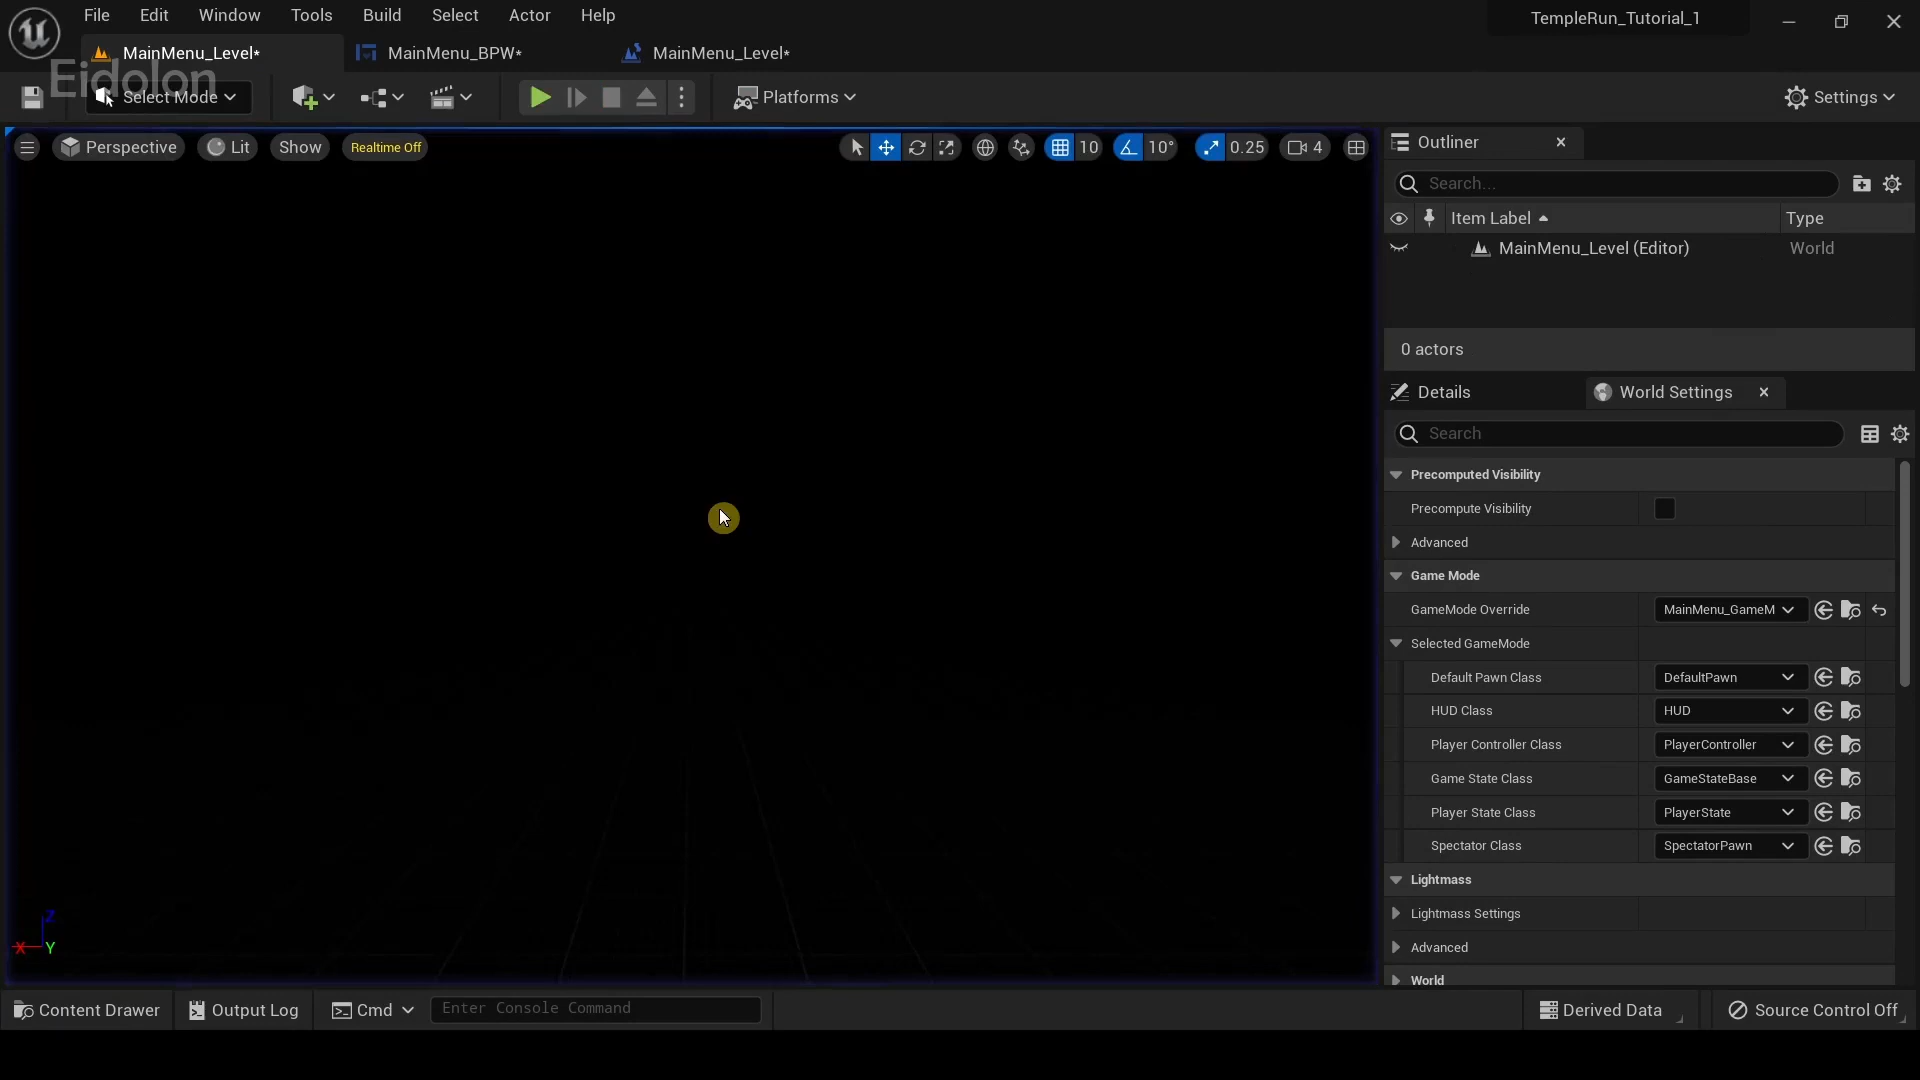 File Edit Window Tools Build Select Actor Help
TempleRun_Tutorial_1
MainMenu_Level*
MainMenu_BPW*
MainMenu_Level*
Eidolon
Select Mode
Platforms
Settings
Perspective
Lit
Show
Realtime Off
10
10°
0.25
4
Outliner
Search...
Item Label
Type
MainMenu_Level (Editor)
World
0 actors
Details
World Settings
Search
Precomputed Visibility
Precompute Visibility
Advanced
Game Mode
GameMode Override
MainMenu_GameM
Selected GameMode
Default Pawn Class
DefaultPawn
HUD Class
HUD
Player Controller Class
PlayerController
Game State Class
GameStateBase
Player State Class
PlayerState
Spectator Class
SpectatorPawn
Lightmass
Lightmass Settings
Advanced
World
Z
X
Y
Content Drawer
Output Log
Cmd
Enter Console Command
Derived Data
Source Control Off